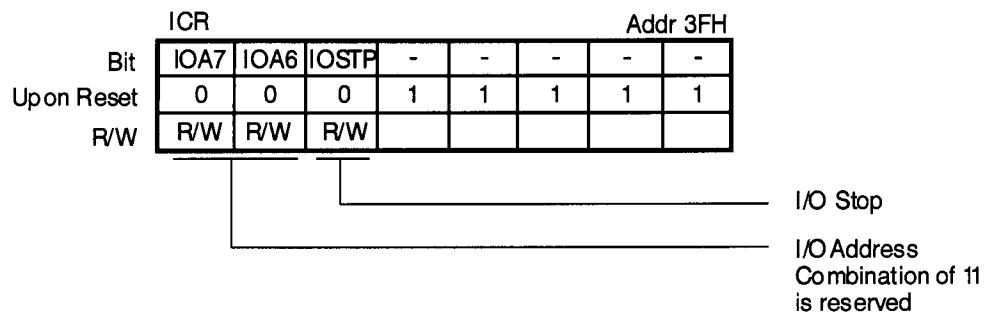 ICR Addr 3FH
Bit IOA7 IOA6 IOSTP - - - - -
Upon Reset 0 0 0 1 1 1 1 1
R/W R/W R/W R/W
I/O Stop
I/O Address
Combination of 11
is reserved